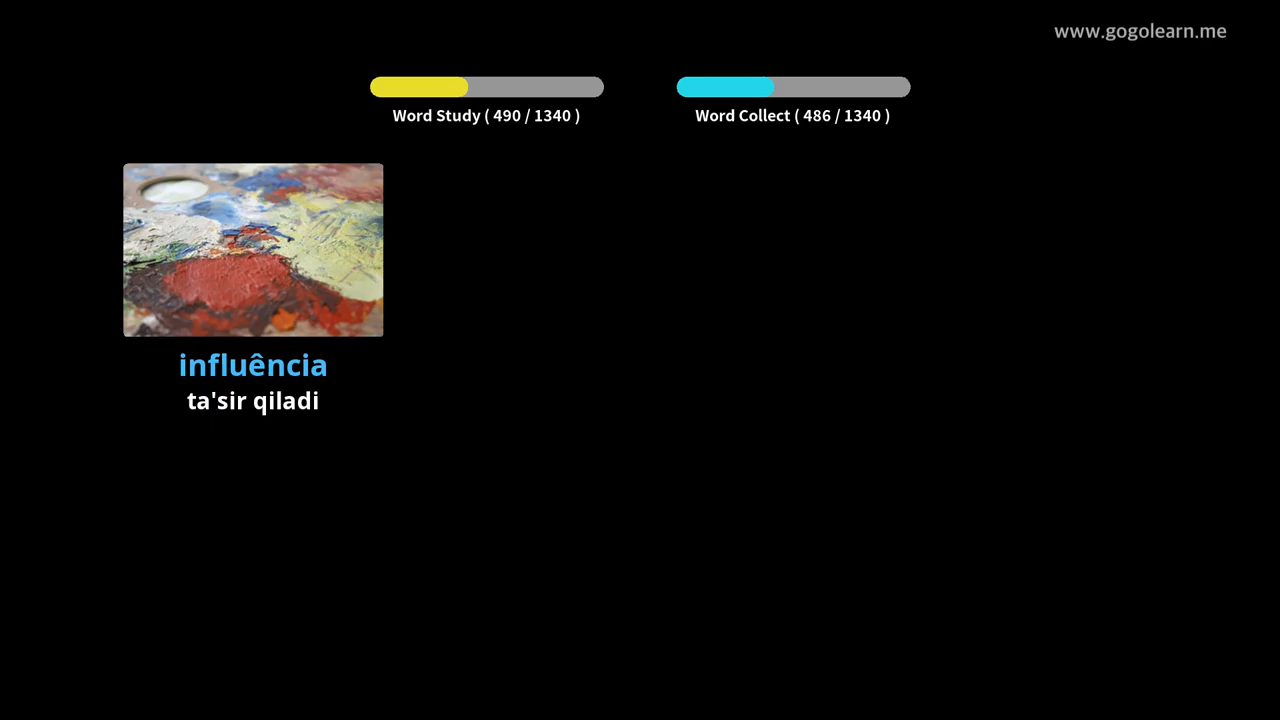 www.gogolearn.me
Word Study ( 490 / 1340 )
Word Collect ( 486 / 1340 )
influência
ta'sir qiladi